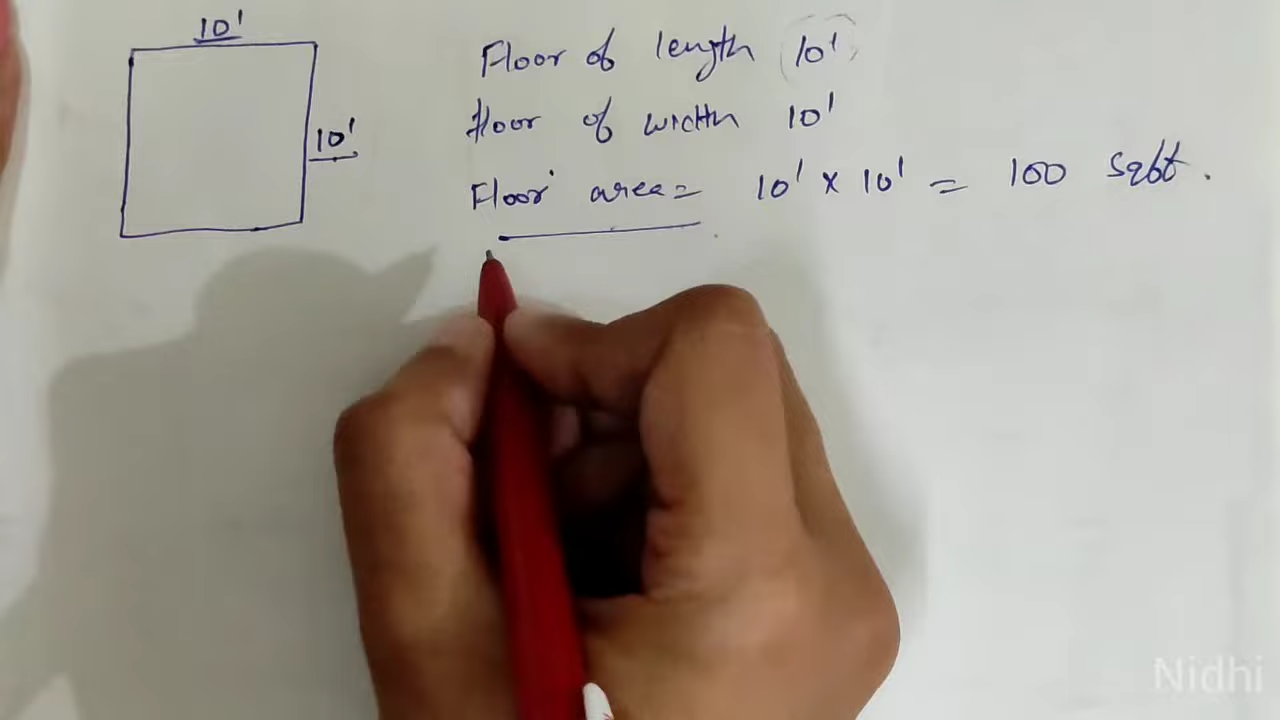 10'
10'
Floor of length 10'
floor of width 10'
Floor area = 10' x 10' = 100 Sqft.
Nidhi